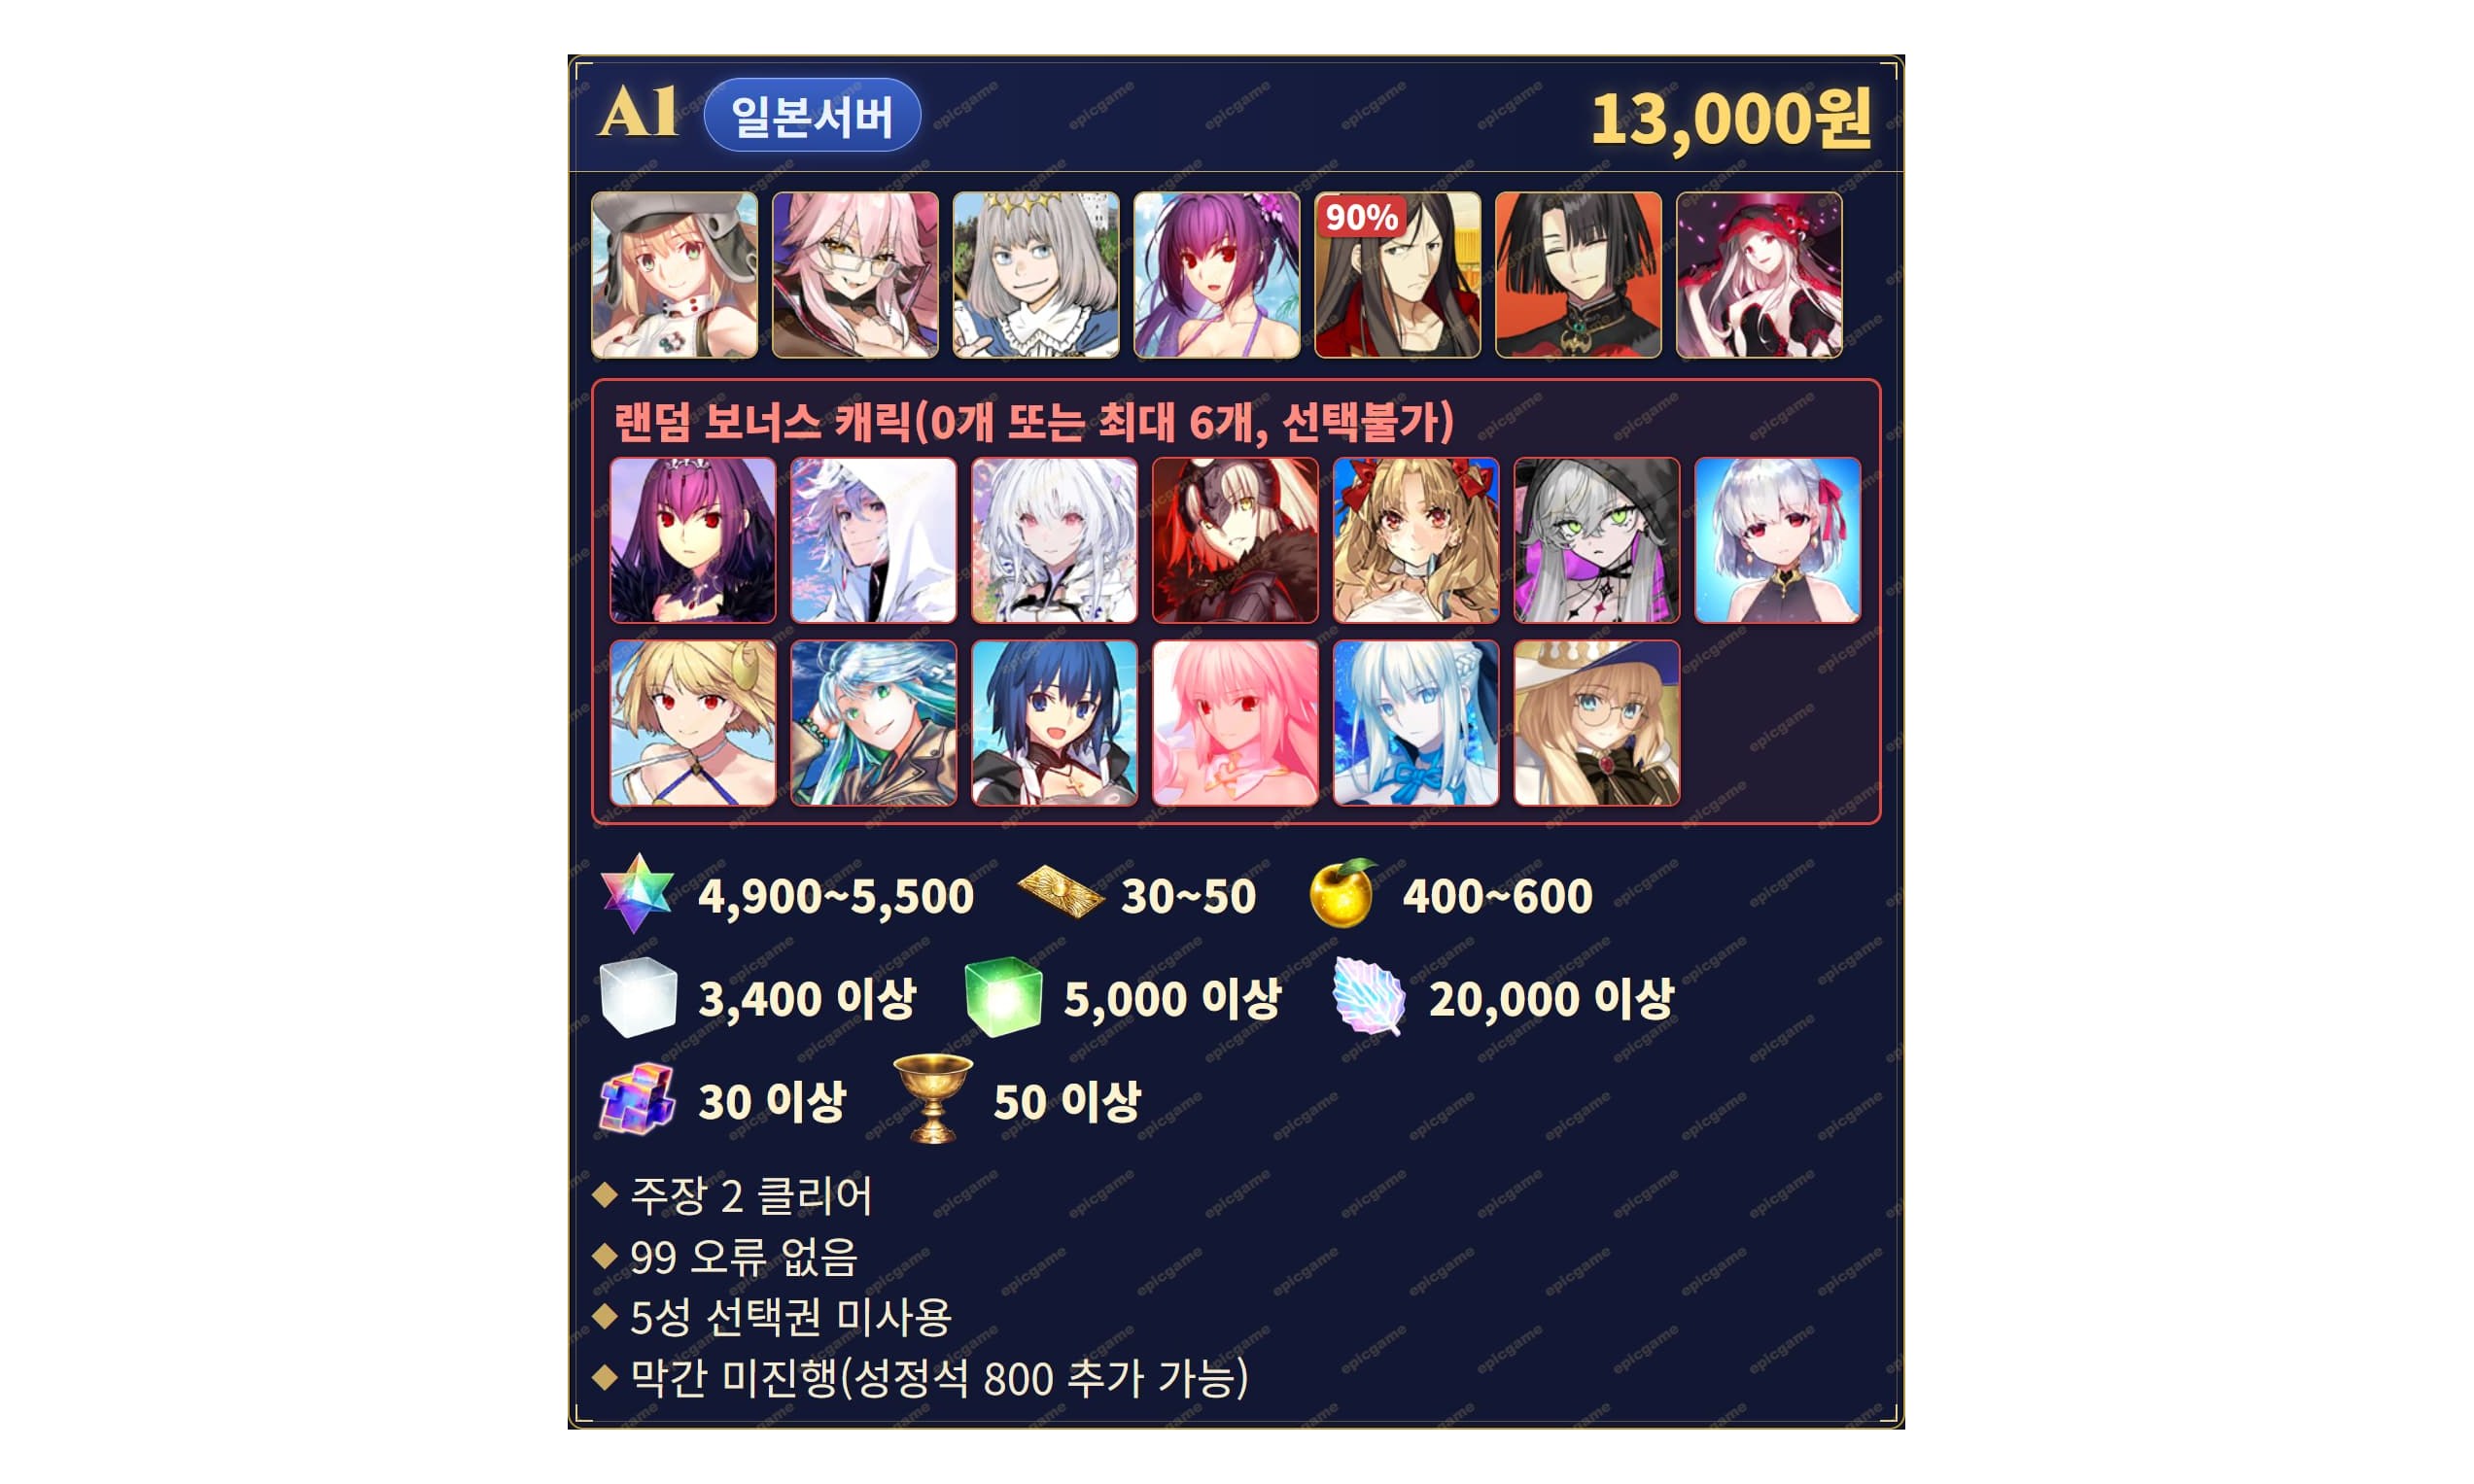 A1 일본서버 13,000원
90%
랜덤 보너스 캐릭(0개 또는 최대 6개, 선택불가)
4,900~5,500 30~50 400~600
3,400 이상 5,000 이상 20,000 이상
30 이상 50 이상
주장 2 클리어
99 오류 없음
5성 선택권 미사용
막간 미진행(성정석 800 추가 가능)
epicgame